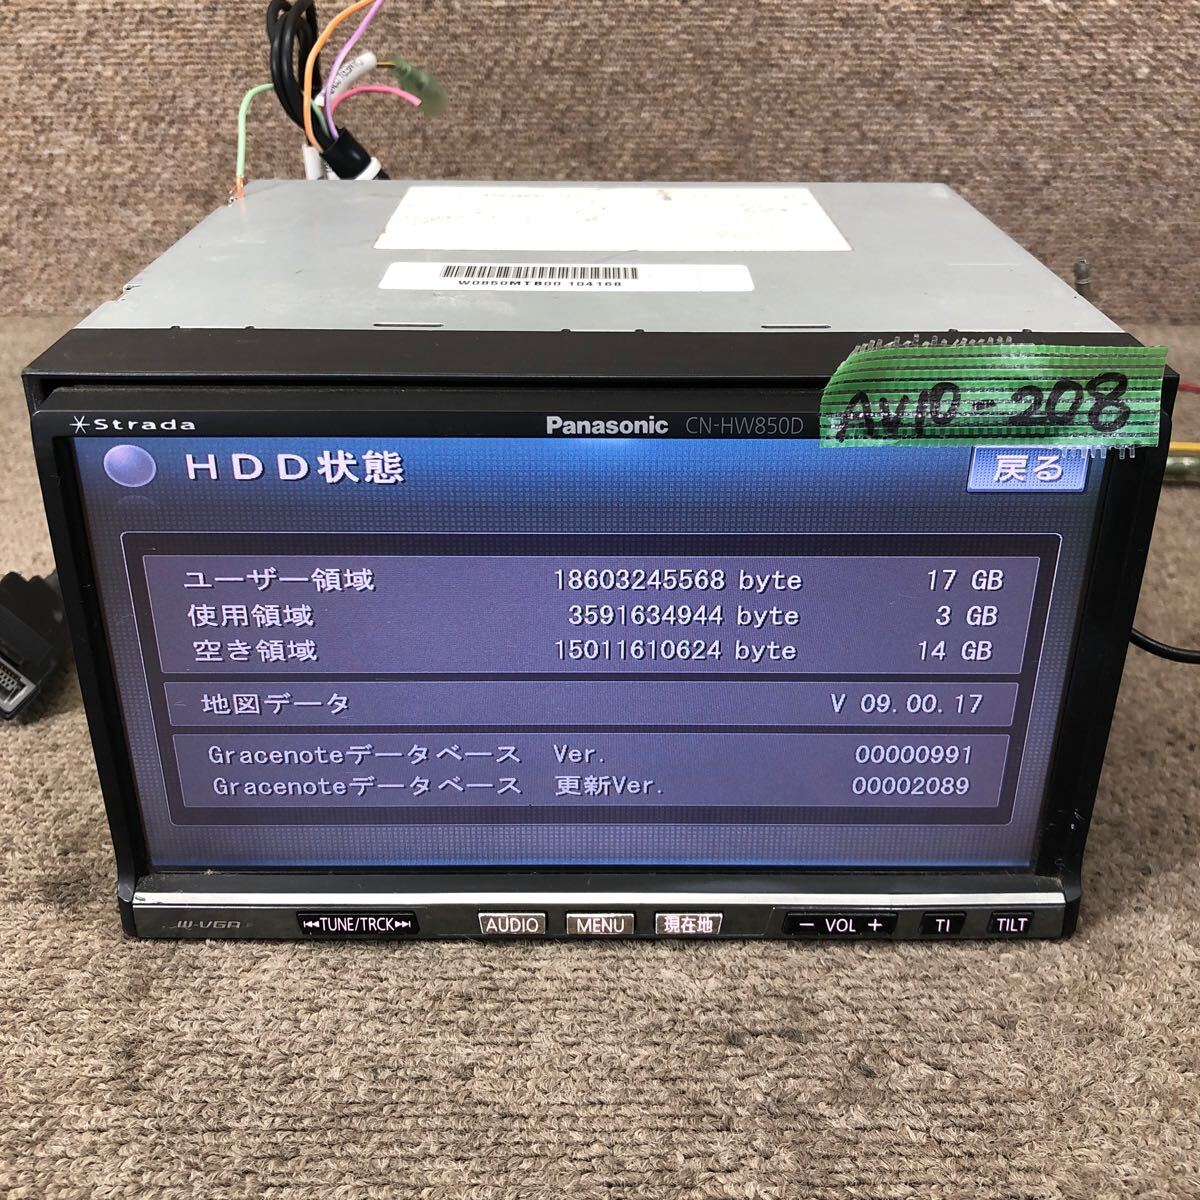 W0850MTB00 104168
AV10-208
Strada
Panasonic CN-HW850D
HDD状態
戻る
ユーザー領域 18603245568 byte 17 GB
使用領域 3591634944 byte 3 GB
空き領域 15011610624 byte 14 GB
地図データ V 09.00.17
Gracenoteデータベース Ver. 00000991
Gracenoteデータベース 更新Ver. 00002089
W-VGA TUNE/TRCK AUDIO MENU 現在地 − VOL + TI TILT